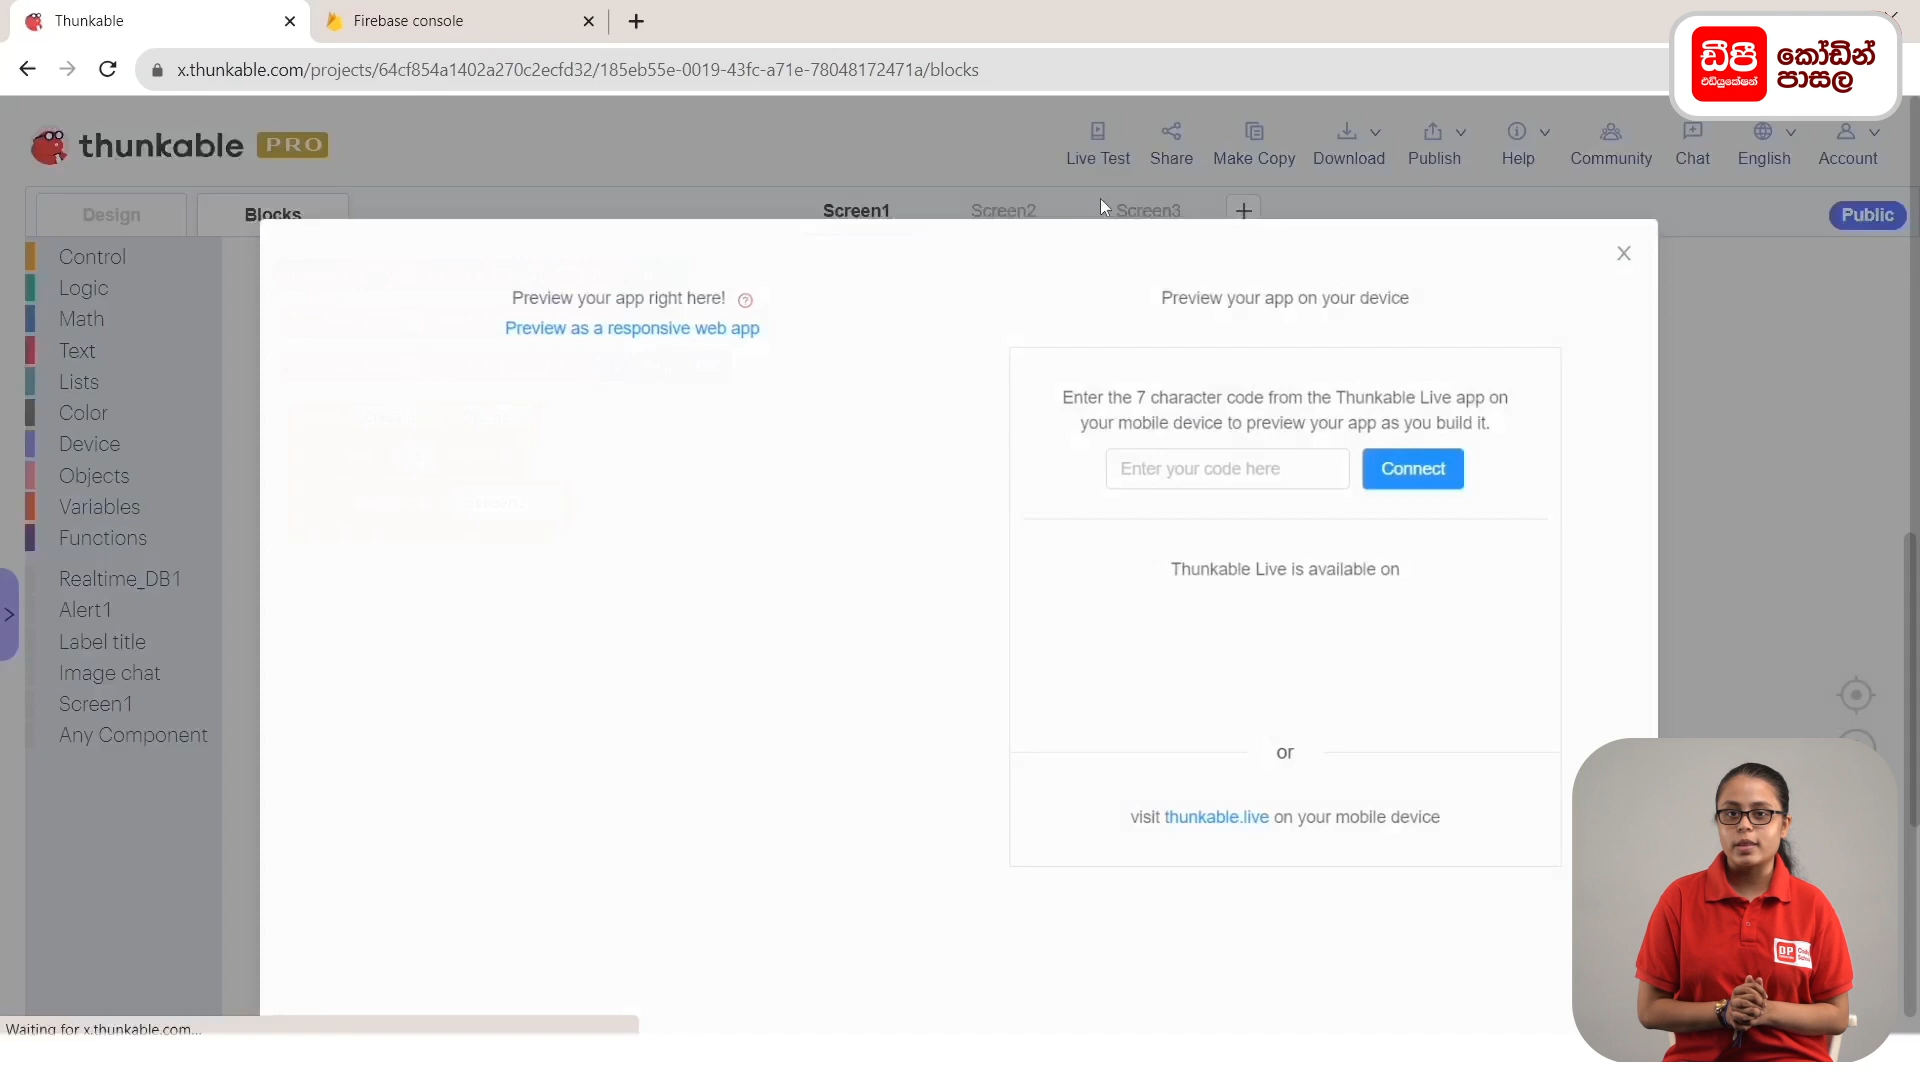 Thunkable
Firebase console
x.thunkable.com/projects/64cf854a1402a270c2ecfd32/185eb55e-0019-43fc-a71e-78048172471a/blocks
ඩීපී
එඩියුකේෂන්
කෝඩින්
පාසල
thunkable PRO
Live Test
Share
Make Copy
Download
Publish
Help
Community
Chat
English
Account
Design
Blocks
Screen1
Screen2
Screen3
Public
Control
Logic
Math
Text
Lists
Color
Device
Objects
Variables
Functions
Realtime_DB1
Alert1
Label title
Image chat
Screen1
Any Component
Preview your app right here!
Preview as a responsive web app
Preview your app on your device
Enter the 7 character code from the Thunkable Live app on
your mobile device to preview your app as you build it.
Enter your code here
Connect
Thunkable Live is available on
or
visit thunkable.live on your mobile device
Waiting for x.thunkable.com...
DP